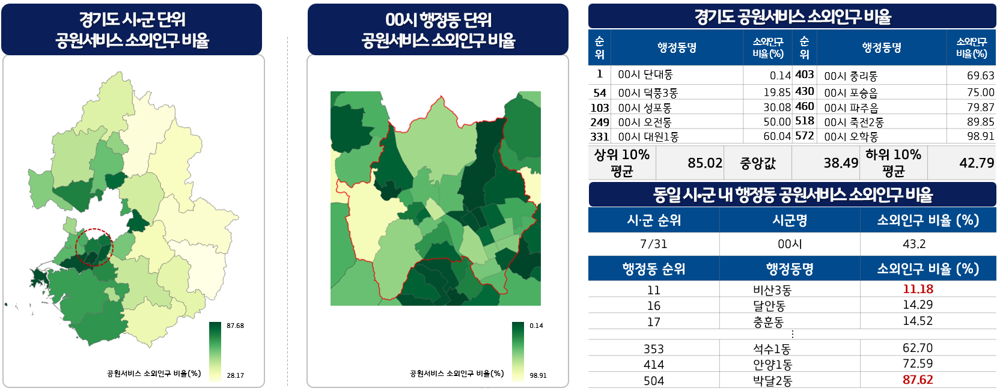 경기도 시•군 단위
공원서비스 소외인구 비율
87.68
공원서비스 소외인구 비율(%)
28.17
00시 행정동 단위
공원서비스 소외인구 비율
0.14
공원서비스 소외인구 비율(%)
98.91
경기도 공원서비스 소외인구 비율
순위 행정동명 소외인구 비율(%) 순위 행정동명 소외인구 비율(%)
1 00시 단대동 0.14 403 00시 중리동 69.63
54 00시 덕풍3동 19.85 430 00시 포승읍 75.00
103 00시 성포동 30.08 460 00시 파주읍 79.87
249 00시 오전동 50.00 518 00시 죽전2동 89.85
331 00시 대원1동 60.04 572 00시 오학동 98.91
상위 10% 평균 85.02 중앙값 38.49 하위 10% 평균 42.79
동일 시•군 내 행정동 공원서비스 소외인구 비율
시·군 순위 시군명 소외인구 비율 (%)
7/31 00시 43.2
행정동 순위 행정동명 소외인구 비율 (%)
11 비산3동 11.18
16 달안동 14.29
17 충훈동 14.52
⋮
353 석수1동 62.70
414 안양1동 72.59
504 박달2동 87.62